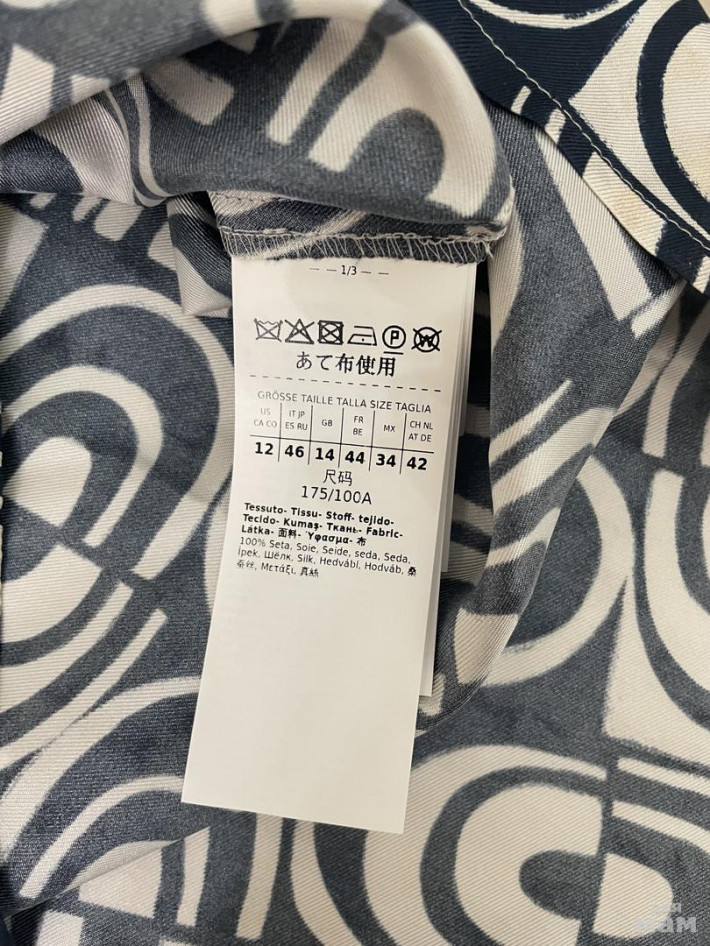 — — 1/3 — —
P W
あて布使用
GRÖSSE TAILLE TALLA SIZE TAGLIA
US CA CO | IT JP ES RU | GB | FR BE | MX | CH NL AT DE
12 | 46 | 14 | 44 | 34 | 42
尺码
175/100A
Tessuto- Tissu- Stoff- tejido-
Tecido- Kumaş- Ткань- Fabric-
Látka- 面料- Ύφασμα- 布
100% Seta, Soie, Seide, seda, Seda,
İpek, Шёлк, Silk, Hedvábí, Hodváb, 桑
蚕丝, Μετάξι, 真絲